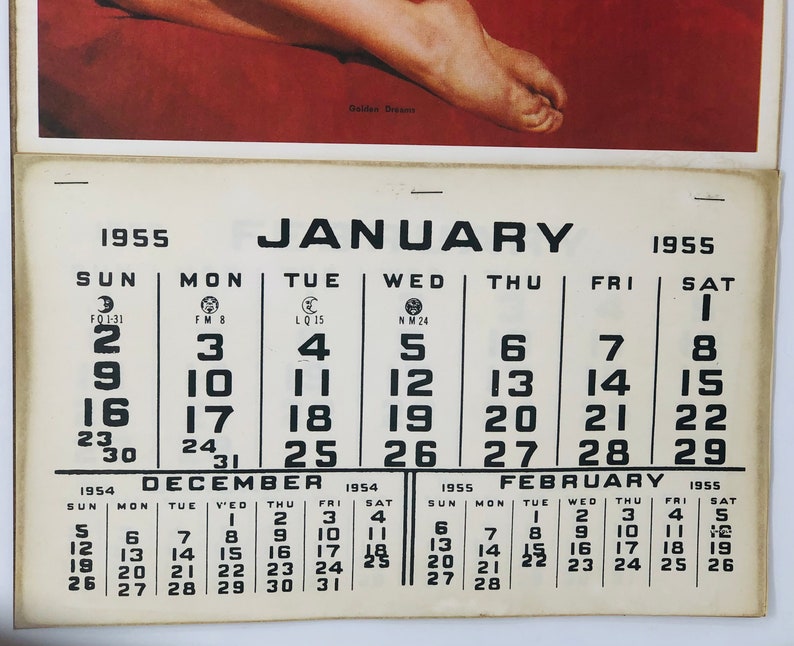 Golden Dreams
1955 JANUARY 1955
SUN MON TUE WED THU FRI SAT
FQ 1-31 FM 8 LQ 15 NM 24 1
2 3 4 5 6 7 8
9 10 11 12 13 14 15
16 17 18 19 20 21 22
23 30 24 31 25 26 27 28 29
1954 DECEMBER 1954
SUN MON TUE WED THU FRI SAT
1 2 3 4
5 6 7 8 9 10 11
12 13 14 15 16 17 18
19 20 21 22 23 24 25
26 27 28 29 30 31
1955 FEBRUARY 1955
SUN MON TUE WED THU FRI SAT
1 2 3 4 5
6 7 8 9 10 11 12
13 14 15 16 17 18 19
20 21 22 23 24 25 26
27 28